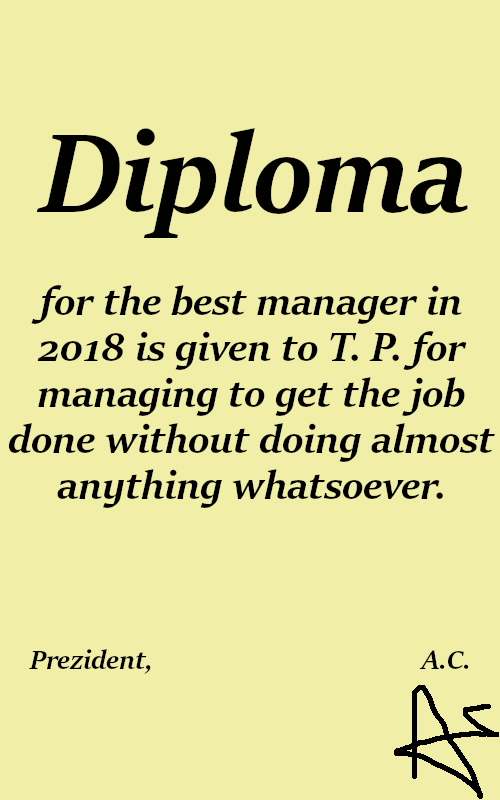 Diploma
for the best manager in
2018 is given to T. P. for
managing to get the job
done without doing almost
anything whatsoever.
Prezident, A.C.
AC